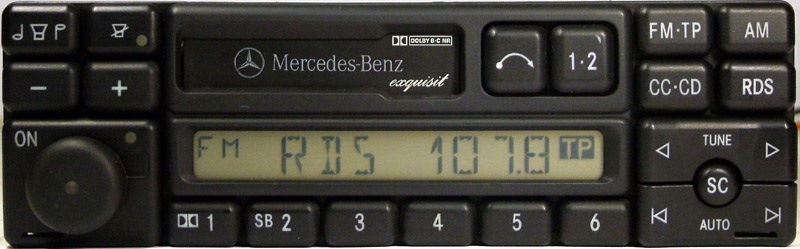 DOLBY B-C NR
FM·TP AM
Mercedes-Benz
exquisit
1·2
− +
CC·CD RDS
ON
FM RDS 107.8 TP
TUNE
SC
1 SB 2 3 4 5 6
AUTO